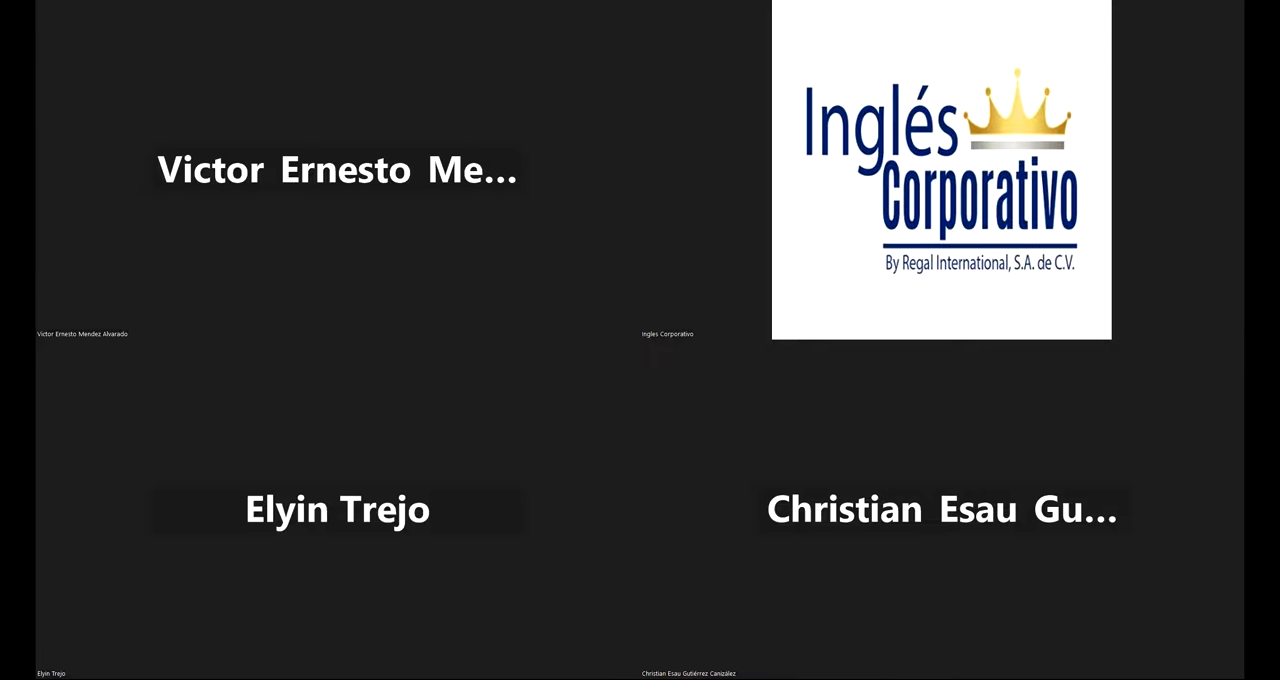 Victor Ernesto Me...
Victor Ernesto Mendez Alvarado
Inglés
Corporativo
By Regal International, S.A. de C.V.
Ingles Corporativo
Elyin Trejo
Elyin Trejo
Christian Esau Gu...
Christian Esau Gutiérrez Canizález